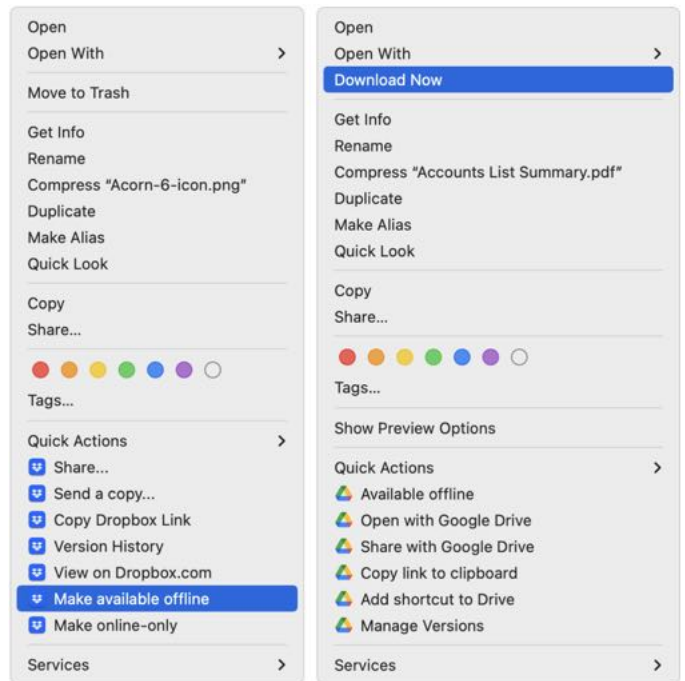 Open
Open With
Move to Trash
Get Info
Rename
Compress “Acorn-6-icon.png”
Duplicate
Make Alias
Quick Look
Copy
Share...
Tags...
Quick Actions
Share...
Send a copy...
Copy Dropbox Link
Version History
View on Dropbox.com
Make available offline
Make online-only
Services
Open
Open With
Download Now
Get Info
Rename
Compress “Accounts List Summary.pdf”
Duplicate
Make Alias
Quick Look
Copy
Share...
Tags...
Show Preview Options
Quick Actions
Available offline
Open with Google Drive
Share with Google Drive
Copy link to clipboard
Add shortcut to Drive
Manage Versions
Services